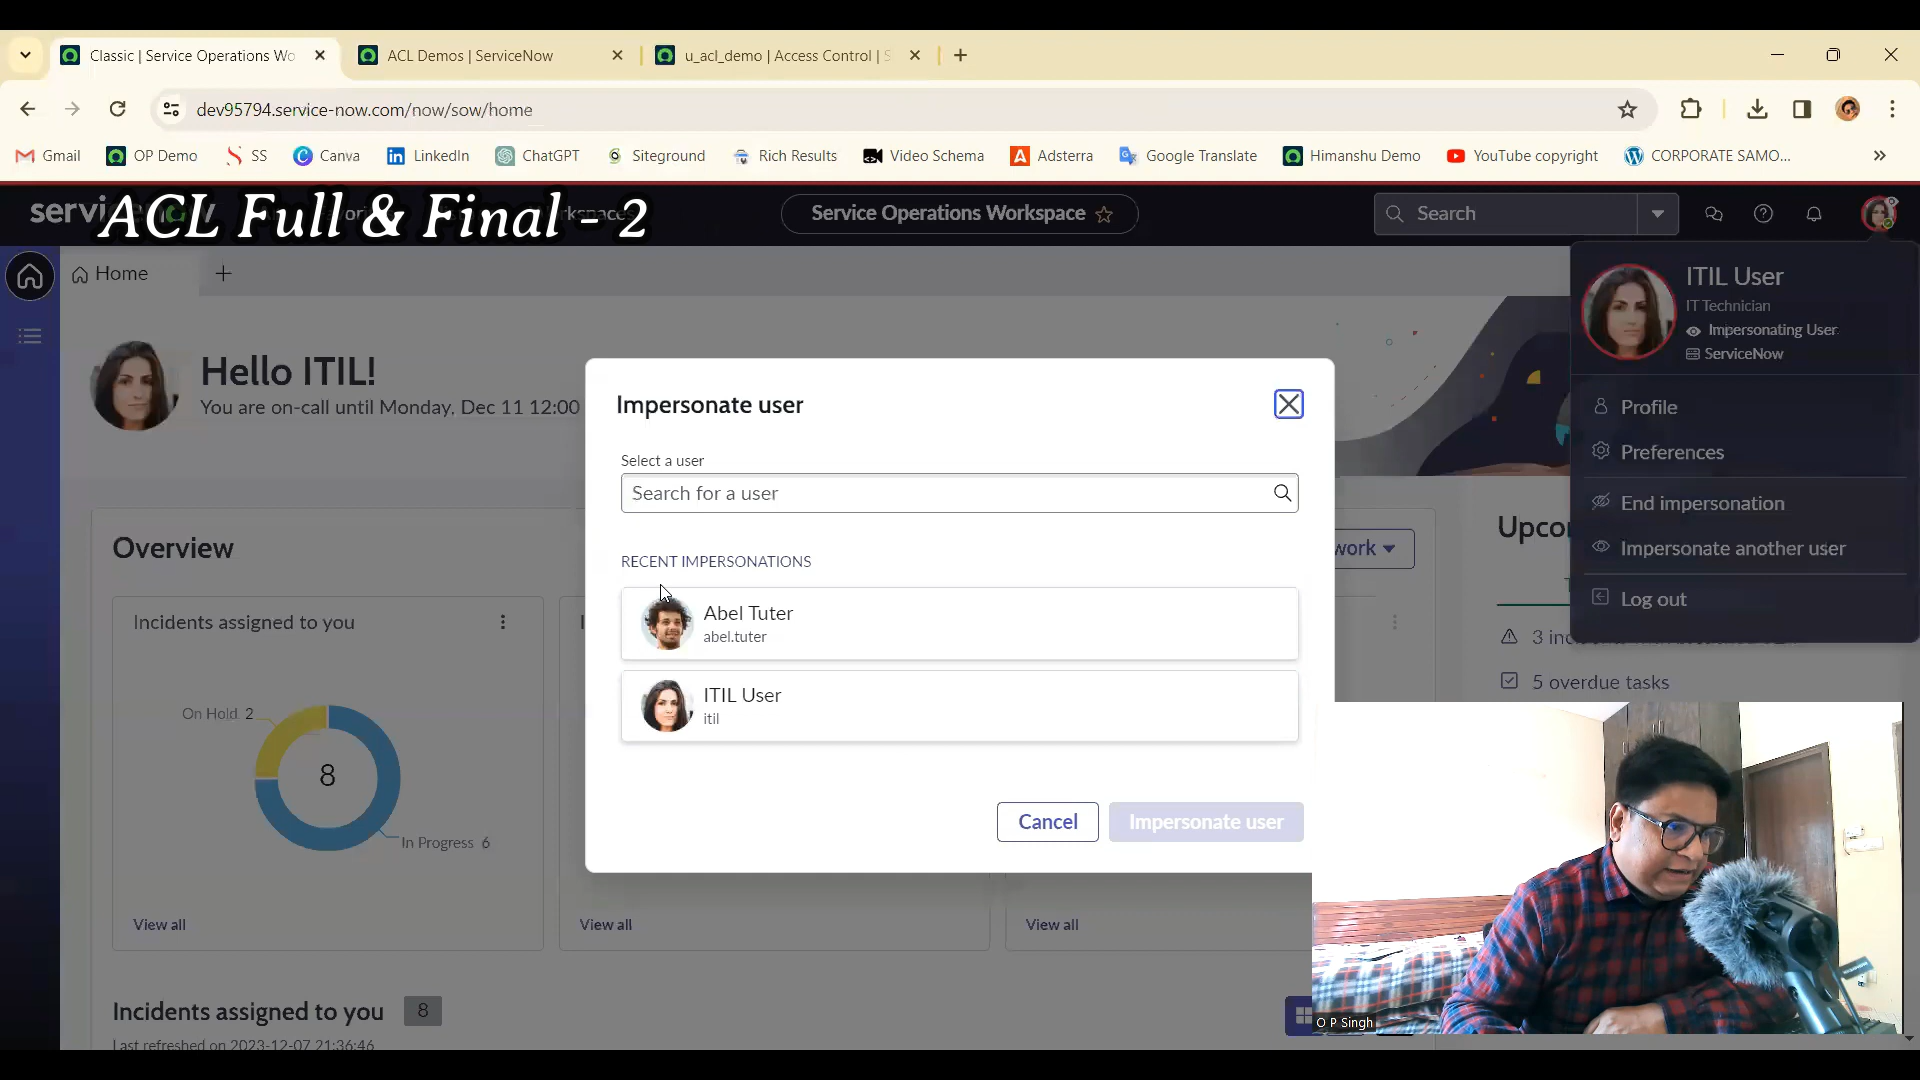 Classic | Service Operations Wo
ACL Demos | ServiceNow
u_acl_demo | Access Control | S
dev95794.service-now.com/now/sow/home
Gmail
OP Demo
SS
Canva
LinkedIn
ChatGPT
Siteground
Rich Results
Video Schema
Adsterra
Google Translate
Himanshu Demo
YouTube copyright
CORPORATE SAMO...
ACL Full & Final - 2
Service Operations Workspace
Search
Home
Hello ITIL!
You are on-call until Monday, Dec 11 12:00
ITIL User
IT Technician
Impersonating User
ServiceNow
Profile
Preferences
End impersonation
Impersonate another user
Log out
Impersonate user
Select a user
Search for a user
RECENT IMPERSONATIONS
Abel Tuter
abel.tuter
ITIL User
itil
Cancel
Impersonate user
Overview
work
Upco
Incidents assigned to you
On Hold 2
8
In Progress 6
View all
View all
View all
5 overdue tasks
Incidents assigned to you 8
Last refreshed on 2023-12-07 21:36:46
O P Singh